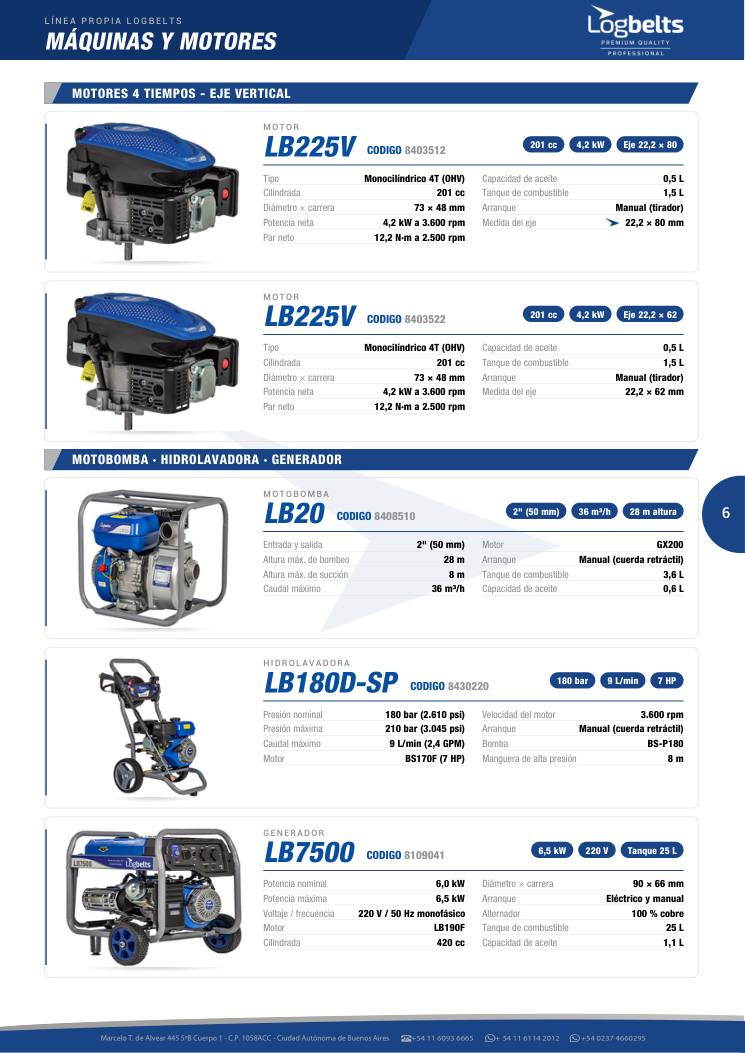 LÍNEA PROPIA LOGBELTS
MÁQUINAS Y MOTORES
Logbelts
PREMIUM QUALITY
PROFESSIONAL
MOTORES 4 TIEMPOS - EJE VERTICAL
MOTOR
LB225V CODIGO 8403512
201 cc 4,2 kW Eje 22,2 × 80
Tipo Monocilíndrico 4T (OHV)
Cilindrada 201 cc
Diámetro × carrera 73 × 48 mm
Potencia neta 4,2 kW a 3.600 rpm
Par neto 12,2 N·m a 2.500 rpm
Capacidad de aceite 0,5 L
Tanque de combustible 1,5 L
Arranque Manual (tirador)
Medida del eje 22,2 × 80 mm
MOTOR
LB225V CODIGO 8403522
201 cc 4,2 kW Eje 22,2 × 62
Tipo Monocilíndrico 4T (OHV)
Cilindrada 201 cc
Diámetro × carrera 73 × 48 mm
Potencia neta 4,2 kW a 3.600 rpm
Par neto 12,2 N·m a 2.500 rpm
Capacidad de aceite 0,5 L
Tanque de combustible 1,5 L
Arranque Manual (tirador)
Medida del eje 22,2 × 62 mm
MOTOBOMBA · HIDROLAVADORA · GENERADOR
MOTOBOMBA
LB20 CODIGO 8408510
2" (50 mm) 36 m³/h 28 m altura
Entrada y salida 2" (50 mm)
Altura máx. de bombeo 28 m
Altura máx. de succión 8 m
Caudal máximo 36 m³/h
Motor GX200
Arranque Manual (cuerda retráctil)
Tanque de combustible 3,6 L
Capacidad de aceite 0,6 L
6
HIDROLAVADORA
LB180D-SP CODIGO 8430220
180 bar 9 L/min 7 HP
Presión nominal 180 bar (2.610 psi)
Presión máxima 210 bar (3.045 psi)
Caudal máximo 9 L/min (2,4 GPM)
Motor BS170F (7 HP)
Velocidad del motor 3.600 rpm
Arranque Manual (cuerda retráctil)
Bomba BS-P180
Manguera de alta presión 8 m
LB7500
Logbelts
GENERADOR
LB7500 CODIGO 8109041
6,5 kW 220 V Tanque 25 L
Potencia nominal 6,0 kW
Potencia máxima 6,5 kW
Voltaje / frecuencia 220 V / 50 Hz monofásico
Motor LB190F
Cilindrada 420 cc
Diámetro × carrera 90 × 66 mm
Arranque Eléctrico y manual
Alternador 100 % cobre
Tanque de combustible 25 L
Capacidad de aceite 1,1 L
Marcelo T. de Alvear 445 5ºB Cuerpo 1 - C.P. 1058ACC - Ciudad Autónoma de Buenos Aires. +54 11 6093 6665 + 54 11 6114 2012 +54 0237 4660295